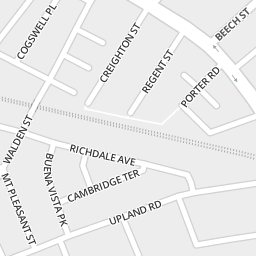 COGSWELL PL
CREIGHTON ST
REGENT ST
BEECH ST
PORTER RD
WALDEN ST
RICHDALE AVE
BUENA VISTA PK
CAMBRIDGE TER
MT PLEASANT ST
UPLAND RD